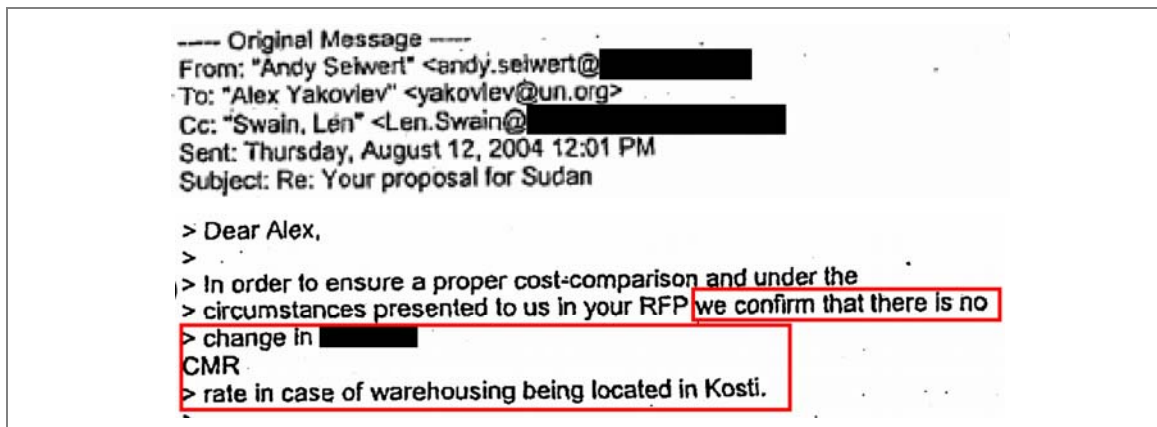 ----- Original Message -----
From: "Andy Seiwert" <andy.seiwert@
To: "Alex Yakovlev" <yakovlev@un.org>
Cc: "Swain, Len" <Len.Swain@
Sent: Thursday, August 12, 2004 12:01 PM
Subject: Re: Your proposal for Sudan
> Dear Alex,
>
> In order to ensure a proper cost-comparison and under the
> circumstances presented to us in your RFP we confirm that there is no
> change in
CMR
> rate in case of warehousing being located in Kosti.
>